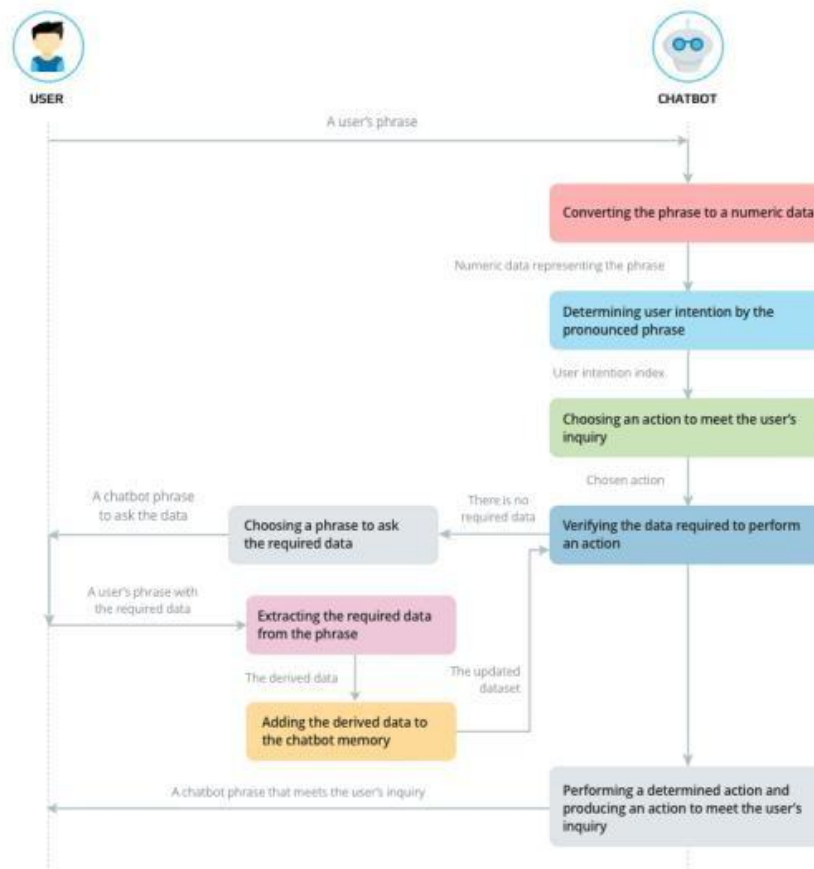 USER
CHATBOT
A user's phrase
Converting the phrase to a numeric data
Numeric data representing the phrase
Determining user intention by the
pronounced phrase
User intention index
Choosing an action to meet the user's
inquiry
Chosen action
A chatbot phrase
to ask the data
Choosing a phrase to ask
the required data
There is no
required data
Verifying the data required to perform
an action
A user's phrase with
the required data
Extracting the required data
from the phrase
The derived data
The updated
dataset
Adding the derived data to
the chatbot memory
A chatbot phrase that meets the user's inquiry
Performing a determined action and
producing an action to meet the user's
inquiry